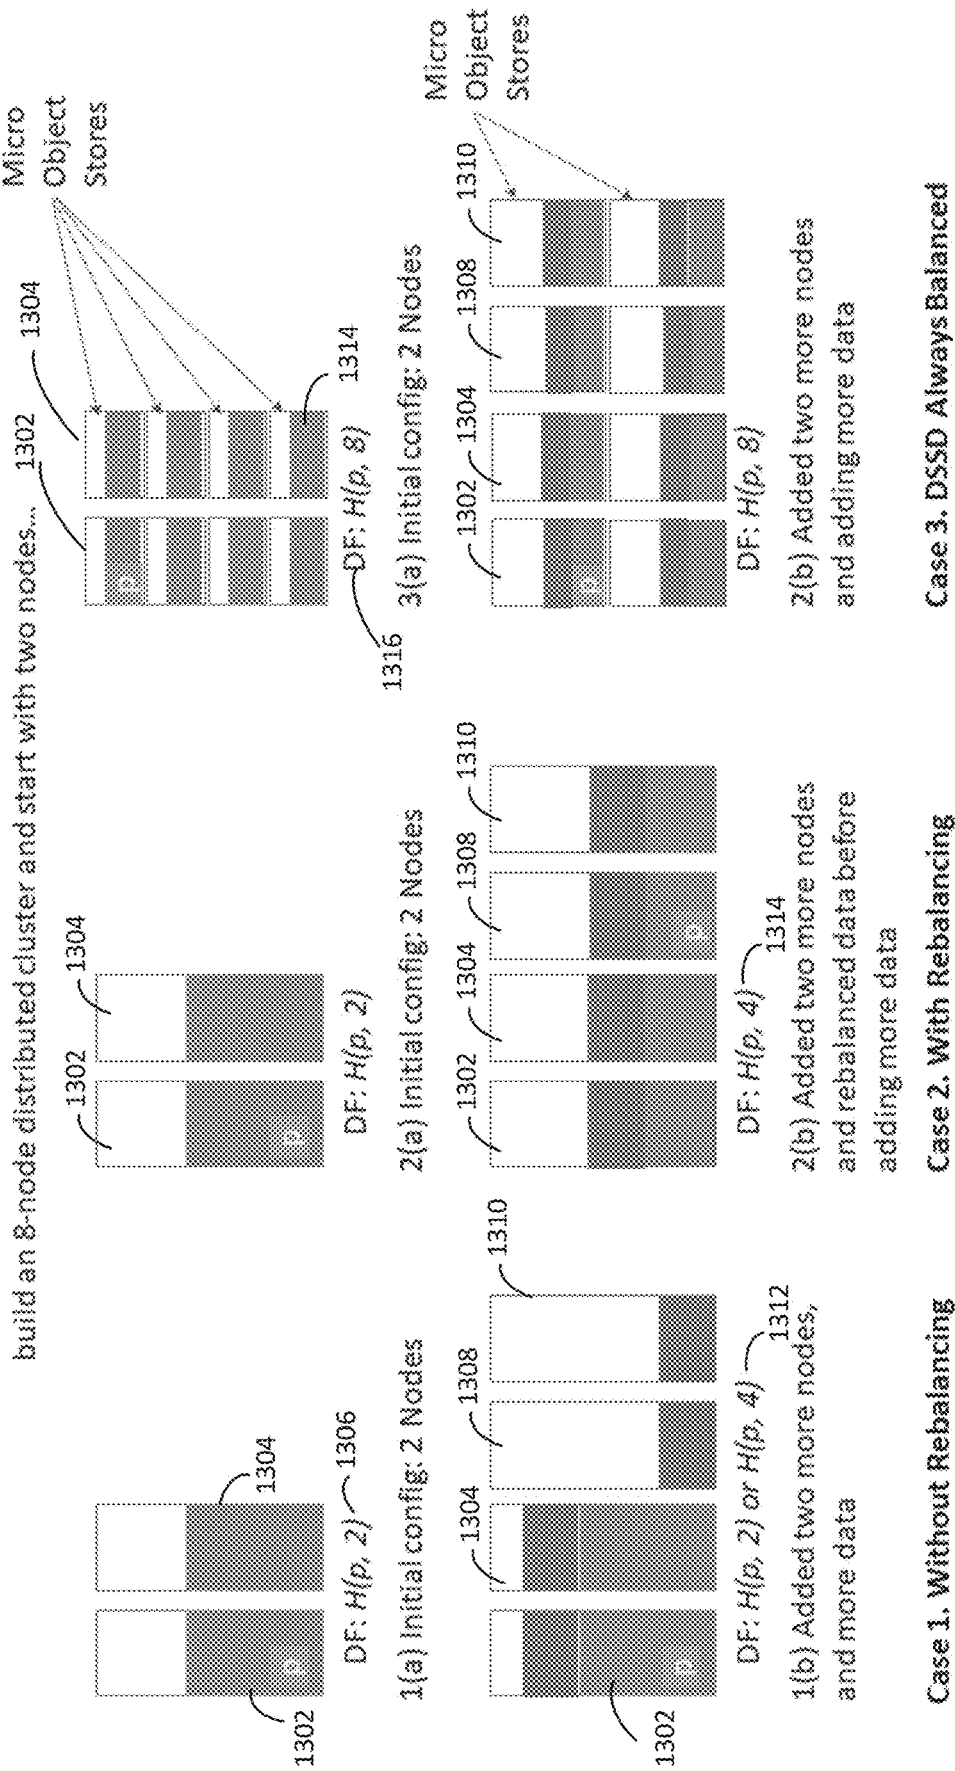 build an 8-node distributed cluster and start with two nodes...
1302
1304
DF: H(p, 2)
1306
1(a) Initial config: 2 Nodes
p
1302
1304
1308
1310
DF: H(p, 2) or H(p, 4)
1312
1(b) Added two more nodes,
and more data
p
Case 1. Without Rebalancing
1302
1304
p
DF: H(p, 2)
2(a) Initial config: 2 Nodes
1302
1304
1308
1310
p
DF: H(p, 4)
1314
2(b) Added two more nodes
and rebalanced data before
adding more data
Case 2. With Rebalancing
1302
1304
Micro
Object
Stores
p
1314
DF: H(p, 8)
1316
3(a) Initial config: 2 Nodes
1302
1304
1308
1310
Micro
Object
Stores
p
DF: H(p, 8)
2(b) Added two more nodes
and adding more data
Case 3. DSSD Always Balanced